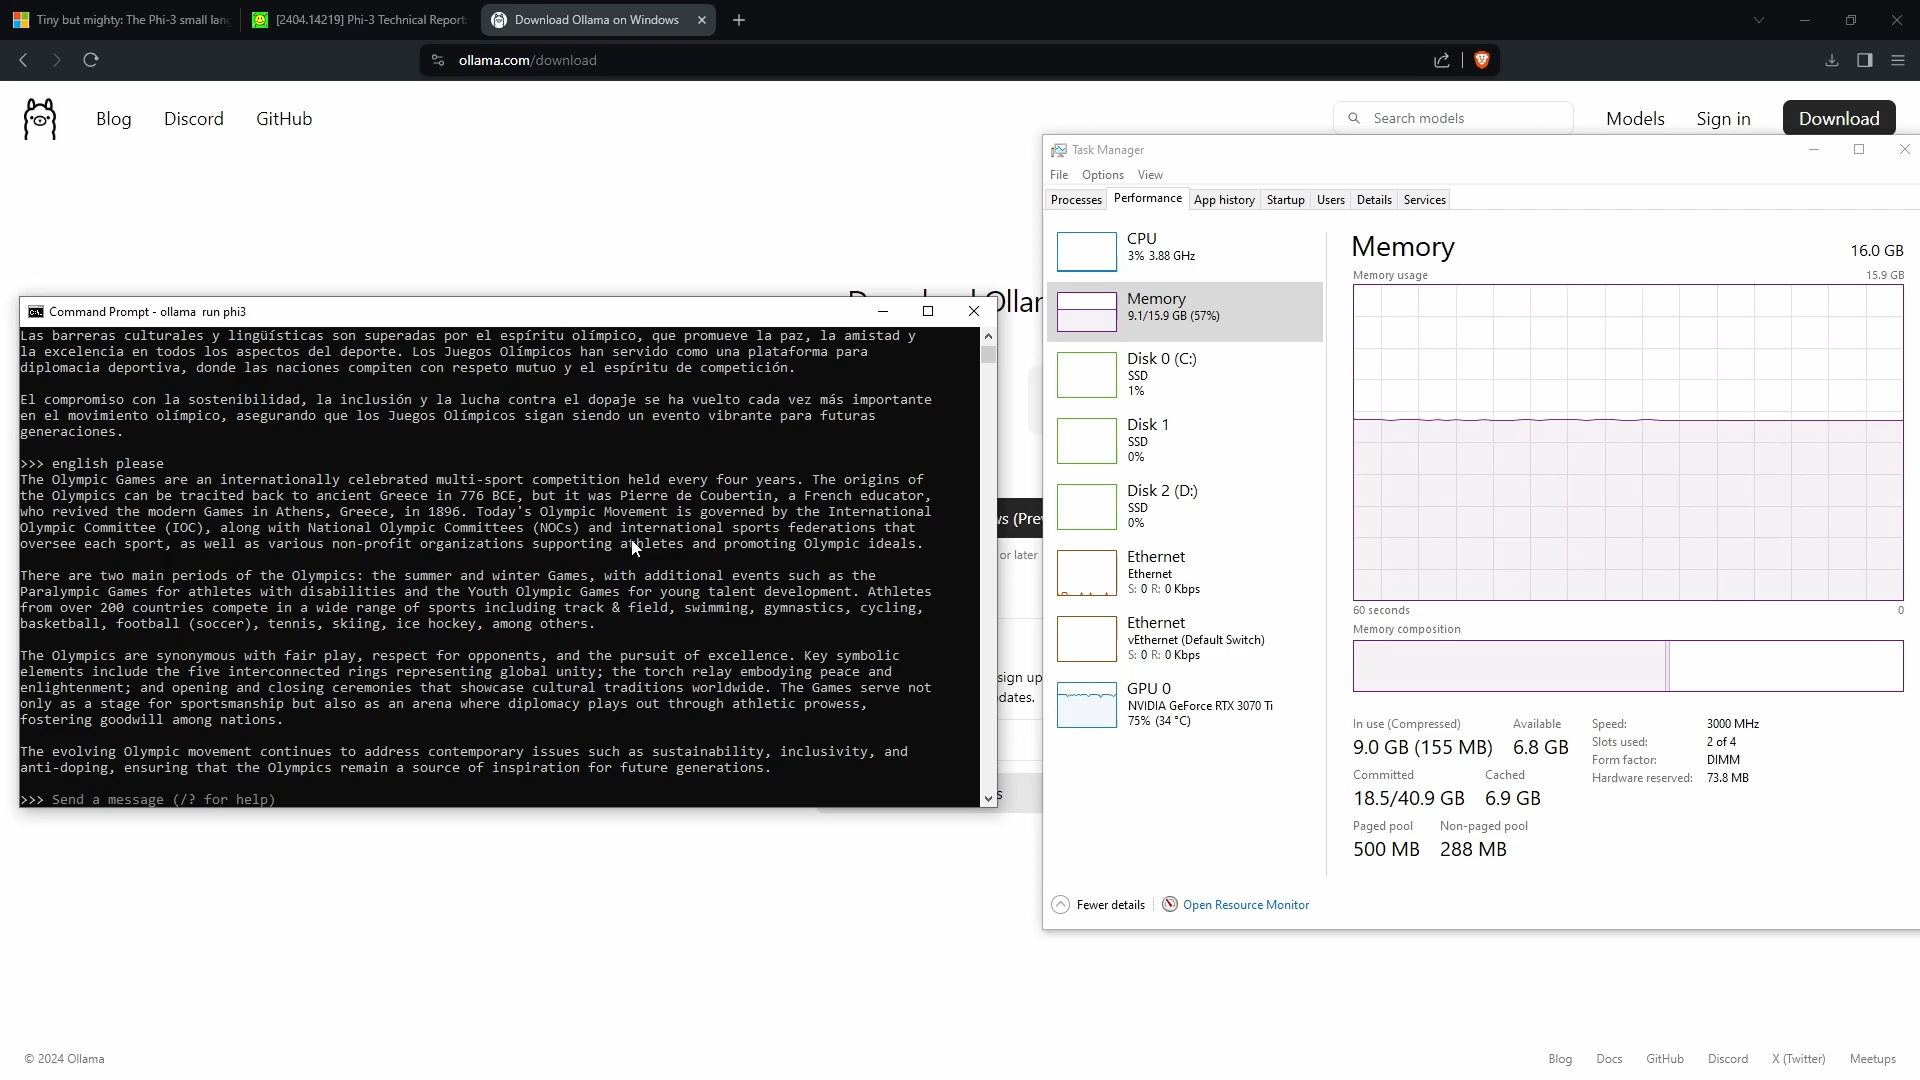 Tiny but mighty: The Phi-3 small lan
[2404.14219] Phi-3 Technical Report
Download Ollama on Windows
ollama.com/download
Blog
Discord
GitHub
Search models
Models
Sign in
Download
Command Prompt - ollama run phi3
Las barreras culturales y lingüísticas son superadas por el espíritu olímpico, que promueve la paz, la amistad y
la excelencia en todos los aspectos del deporte. Los Juegos Olímpicos han servido como una plataforma para
diplomacia deportiva, donde las naciones compiten con respeto mutuo y el espíritu de competición.
El compromiso con la sostenibilidad, la inclusión y la lucha contra el dopaje se ha vuelto cada vez más importante
en el movimiento olímpico, asegurando que los Juegos Olímpicos sigan siendo un evento vibrante para futuras
generaciones.
>>> english please
The Olympic Games are an internationally celebrated multi-sport competition held every four years. The origins of
the Olympics can be tracited back to ancient Greece in 776 BCE, but it was Pierre de Coubertin, a French educator,
who revived the modern Games in Athens, Greece, in 1896. Today's Olympic Movement is governed by the International
Olympic Committee (IOC), along with National Olympic Committees (NOCs) and international sports federations that
oversee each sport, as well as various non-profit organizations supporting athletes and promoting Olympic ideals.
There are two main periods of the Olympics: the summer and winter Games, with additional events such as the
Paralympic Games for athletes with disabilities and the Youth Olympic Games for young talent development. Athletes
from over 200 countries compete in a wide range of sports including track & field, swimming, gymnastics, cycling,
basketball, football (soccer), tennis, skiing, ice hockey, among others.
The Olympics are synonymous with fair play, respect for opponents, and the pursuit of excellence. Key symbolic
elements include the five interconnected rings representing global unity; the torch relay embodying peace and
enlightenment; and opening and closing ceremonies that showcase cultural traditions worldwide. The Games serve not
only as a stage for sportsmanship but also as an arena where diplomacy plays out through athletic prowess,
fostering goodwill among nations.
The evolving Olympic movement continues to address contemporary issues such as sustainability, inclusivity, and
anti-doping, ensuring that the Olympics remain a source of inspiration for future generations.
>>> Send a message (/? for help)
ws (Prev
or later
sign up
dates.
Task Manager
File Options View
Processes Performance App history Startup Users Details Services
CPU
3% 3.88 GHz
Memory
9.1/15.9 GB (57%)
Disk 0 (C:)
SSD
1%
Disk 1
SSD
0%
Disk 2 (D:)
SSD
0%
Ethernet
Ethernet
S: 0 R: 0 Kbps
Ethernet
vEthernet (Default Switch)
S: 0 R: 0 Kbps
GPU 0
NVIDIA GeForce RTX 3070 Ti
75% (34 °C)
Memory
16.0 GB
Memory usage
15.9 GB
60 seconds
0
Memory composition
In use (Compressed)
9.0 GB (155 MB)
Available
6.8 GB
Committed
18.5/40.9 GB
Cached
6.9 GB
Paged pool
500 MB
Non-paged pool
288 MB
Speed: 3000 MHz
Slots used: 2 of 4
Form factor: DIMM
Hardware reserved: 73.8 MB
Fewer details
Open Resource Monitor
© 2024 Ollama
Blog
Docs
GitHub
Discord
X (Twitter)
Meetups